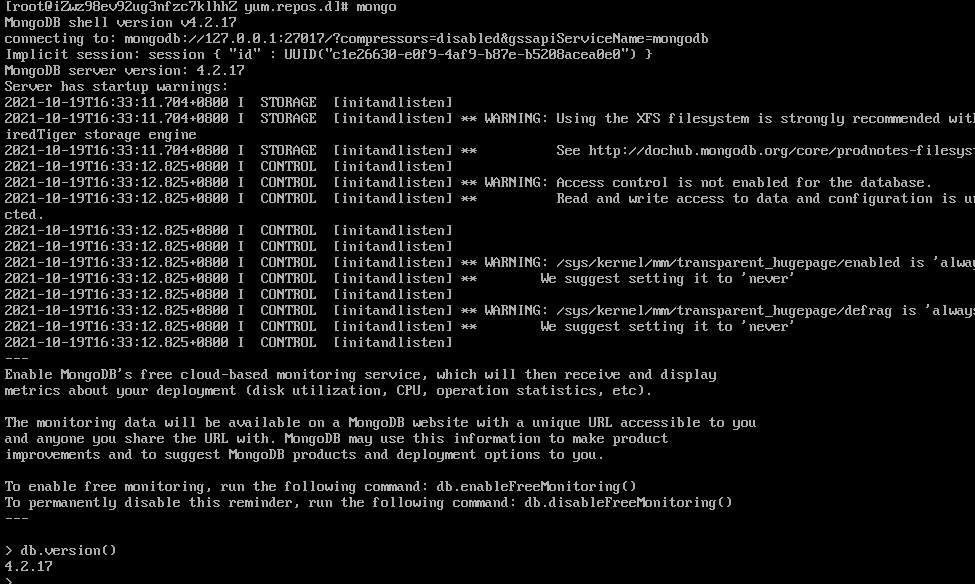 [root@iZwz98ev92ug3nfzc7klhhZ yum.repos.d]# mongo
MongoDB shell version v4.2.17
connecting to: mongodb://127.0.0.1:27017/?compressors=disabled&gssapiServiceName=mongodb
Implicit session: session { "id" : UUID("c1e26630-e0f9-4af9-b87e-b5208acea0e0") }
MongoDB server version: 4.2.17
Server has startup warnings:
2021-10-19T16:33:11.704+0800 I  STORAGE  [initandlisten]
2021-10-19T16:33:11.704+0800 I  STORAGE  [initandlisten] ** WARNING: Using the XFS filesystem is strongly recommended wit
iredTiger storage engine
2021-10-19T16:33:11.704+0800 I  STORAGE  [initandlisten] **          See http://dochub.mongodb.org/core/prodnotes-filesys
2021-10-19T16:33:12.825+0800 I  CONTROL  [initandlisten]
2021-10-19T16:33:12.825+0800 I  CONTROL  [initandlisten] ** WARNING: Access control is not enabled for the database.
2021-10-19T16:33:12.825+0800 I  CONTROL  [initandlisten] **          Read and write access to data and configuration is u
cted.
2021-10-19T16:33:12.825+0800 I  CONTROL  [initandlisten]
2021-10-19T16:33:12.825+0800 I  CONTROL  [initandlisten]
2021-10-19T16:33:12.825+0800 I  CONTROL  [initandlisten] ** WARNING: /sys/kernel/mm/transparent_hugepage/enabled is 'alwa
2021-10-19T16:33:12.825+0800 I  CONTROL  [initandlisten] **        We suggest setting it to 'never'
2021-10-19T16:33:12.825+0800 I  CONTROL  [initandlisten]
2021-10-19T16:33:12.825+0800 I  CONTROL  [initandlisten] ** WARNING: /sys/kernel/mm/transparent_hugepage/defrag is 'always
2021-10-19T16:33:12.825+0800 I  CONTROL  [initandlisten] **        We suggest setting it to 'never'
2021-10-19T16:33:12.825+0800 I  CONTROL  [initandlisten]
---
Enable MongoDB's free cloud-based monitoring service, which will then receive and display
metrics about your deployment (disk utilization, CPU, operation statistics, etc).
The monitoring data will be available on a MongoDB website with a unique URL accessible to you
and anyone you share the URL with. MongoDB may use this information to make product
improvements and to suggest MongoDB products and deployment options to you.
To enable free monitoring, run the following command: db.enableFreeMonitoring()
To permanently disable this reminder, run the following command: db.disableFreeMonitoring()
---
> db.version()
4.2.17
>